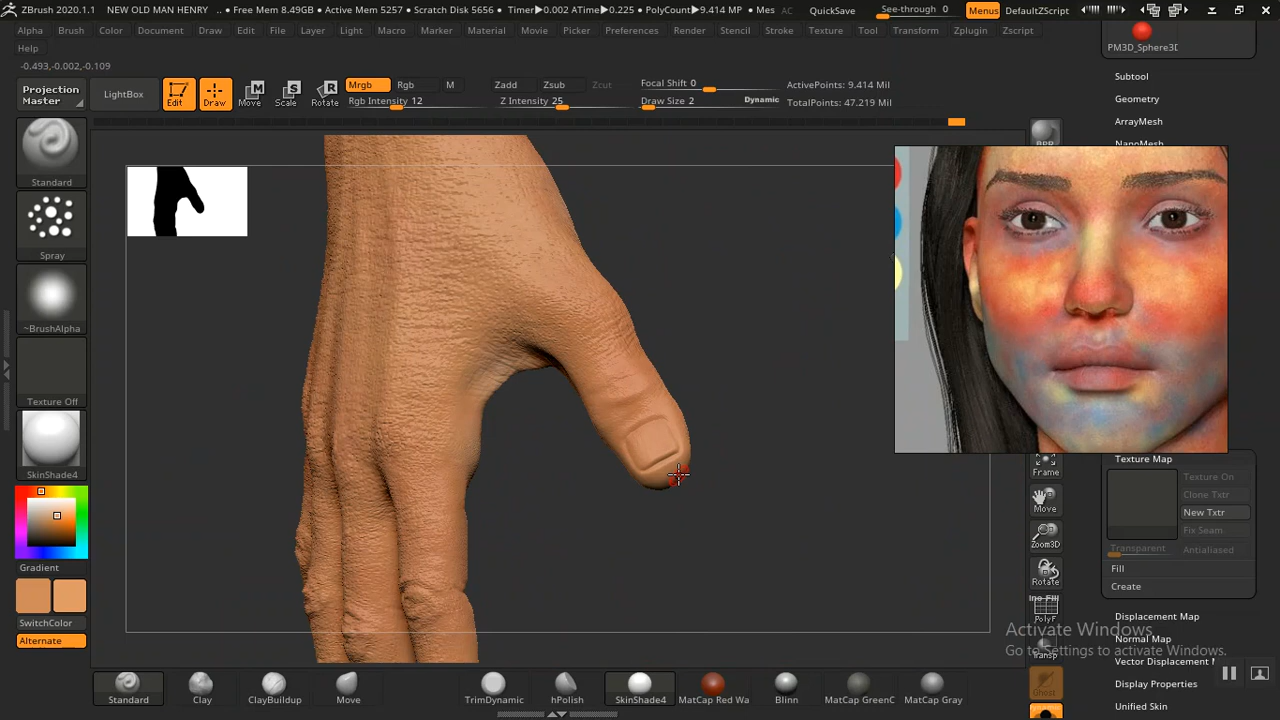 ZBrush 2020.1.1 NEW OLD MAN HENRY • Free Mem 8.49GB • Active Mem 5257 • Scratch Disk 5656 • Timer▶0.002 ATime▶0.225 • PolyCount▶9.414 MP • Mes AC QuickSave See-through 0 Menus DefaultZScript
Alpha Brush Color Document Draw Edit File Layer Light Macro Marker Material Movie Picker Preferences Render Stencil Stroke Texture Tool Transform Zplugin Zscript
Help
PM3D_Sphere3D
-0.493,-0.002,-0.109
Projection Master LightBox Edit Draw Move Scale Rotate
Mrgb Rgb M Zadd Zsub Zcut Focal Shift 0 ActivePoints: 9.414 Mil
Rgb Intensity 12 Z Intensity 25 Draw Size 2 Dynamic TotalPoints: 47.219 Mil
Subtool
Geometry
ArrayMesh
NanoMesh
BPR
Standard
Spray
~BrushAlpha
Texture Off
SkinShade4
Gradient
SwitchColor
Alternate
Frame
Move
Zoom3D
Rotate
PolyF
Transp
Ghost
Texture Map
Texture On
Clone Txtr
New Txtr
Fix Seam
Transparent Antialiased
Fill
Create
Displacement Map
Normal Map
Vector Displacement M
Display Properties
Unified Skin
Activate Windows
Go to Settings to activate Windows.
Standard Clay ClayBuildup Move TrimDynamic hPolish SkinShade4 MatCap Red Wa Blinn MatCap GreenC MatCap Gray